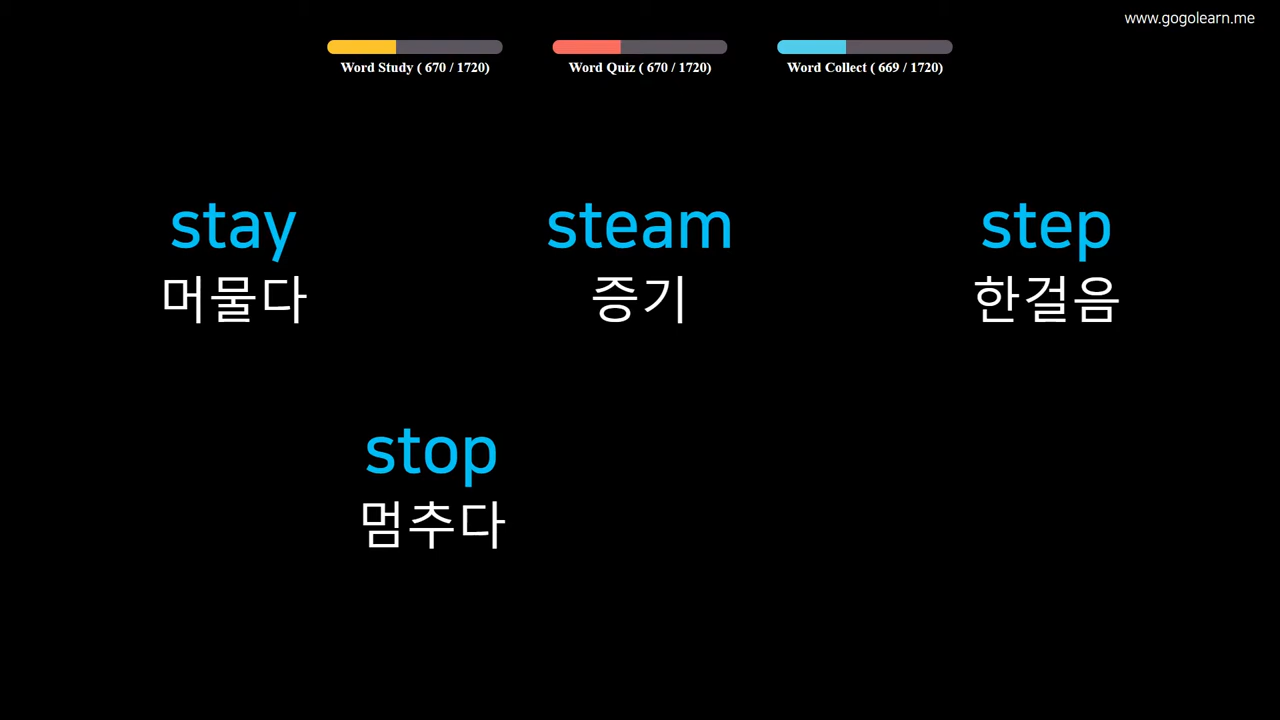 www.gogolearn.me
Word Study ( 670 / 1720)
Word Quiz ( 670 / 1720)
Word Collect ( 669 / 1720)
stay
머물다
steam
증기
step
한걸음
stop
멈추다